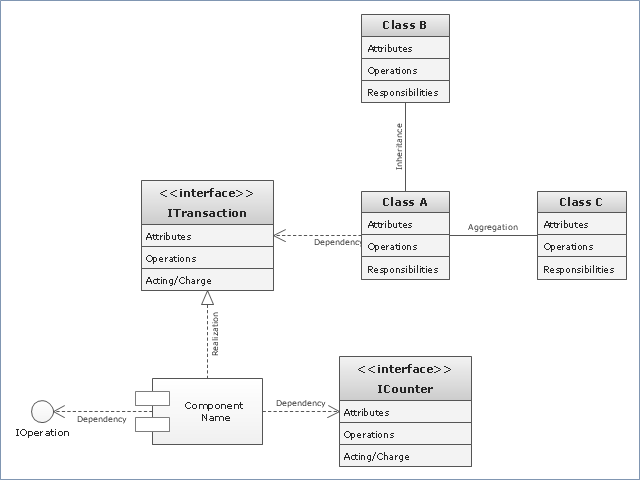 Class B
Attributes
Operations
Responsibilities
Inheritance
<<interface>>
ITransaction
Attributes
Operations
Acting/Charge
Dependency
Class A
Attributes
Operations
Responsibilities
Aggregation
Class C
Attributes
Operations
Responsibilities
Realization
<<interface>>
ICounter
Attributes
Operations
Acting/Charge
Dependency
Component
Name
Dependency
IOperation